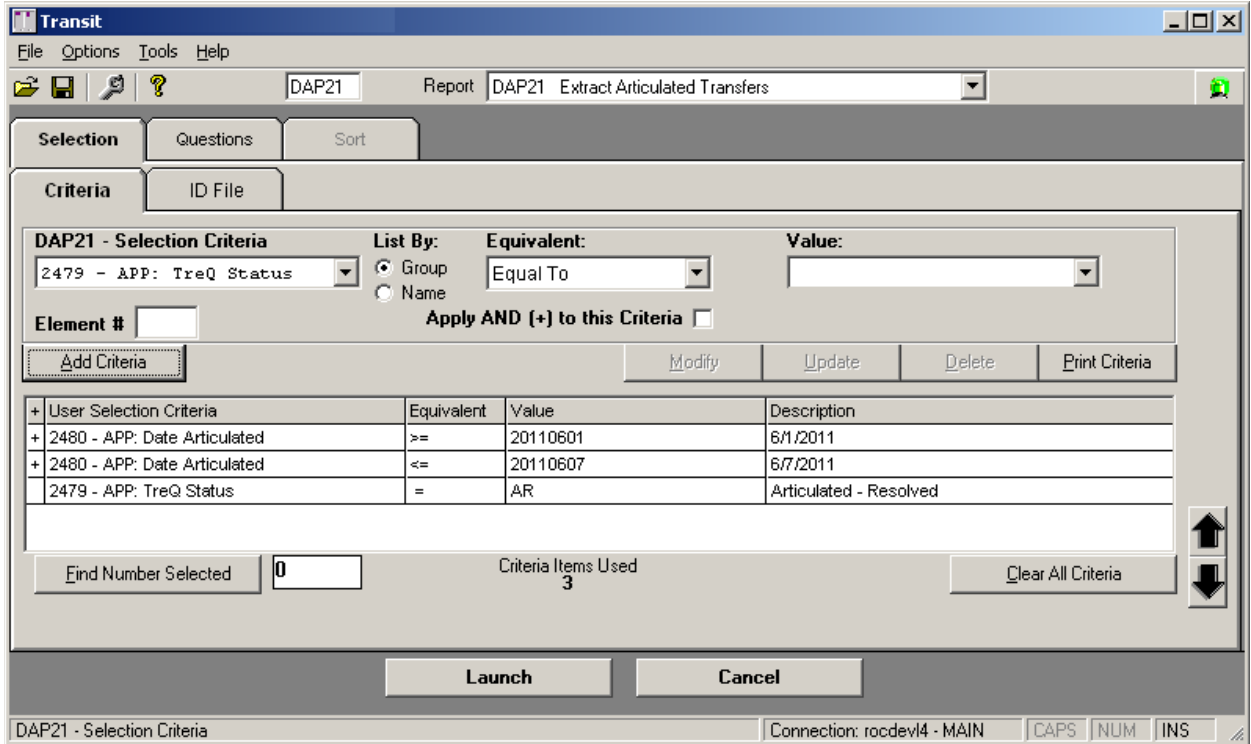 Transit
File Options Tools Help
DAP21 Report DAP21 Extract Articulated Transfers
Selection Questions Sort
Criteria ID File
DAP21 - Selection Criteria List By: Equivalent: Value:
2479 - APP: TreQ Status Group Equal To
Name
Element # Apply AND (+) to this Criteria
Add Criteria Modify Update Delete Print Criteria
+ User Selection Criteria Equivalent Value Description
+ 2480 - APP: Date Articulated >= 20110601 6/1/2011
+ 2480 - APP: Date Articulated <= 20110607 6/7/2011
2479 - APP: TreQ Status = AR Articulated - Resolved
Find Number Selected 0 Criteria Items Used Clear All Criteria
3
Launch Cancel
DAP21 - Selection Criteria Connection: rocdevl4 - MAIN CAPS NUM INS